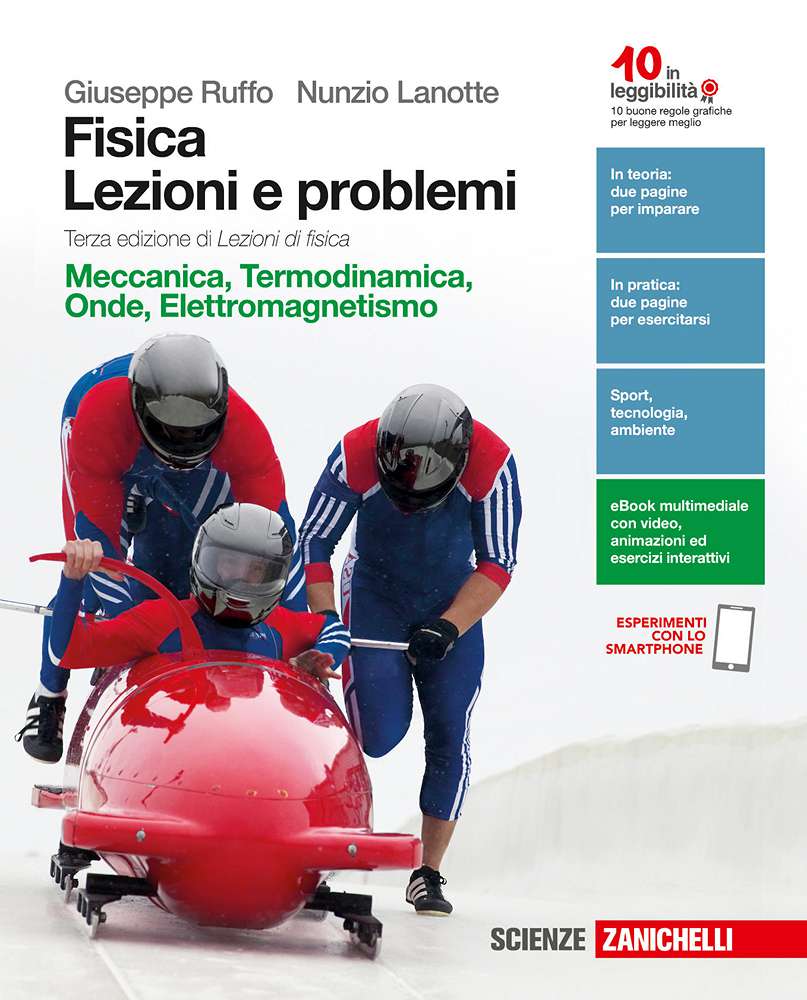 Giuseppe Ruffo   Nunzio Lanotte
Fisica
Lezioni e problemi
Terza edizione di Lezioni di fisica
Meccanica, Termodinamica,
Onde, Elettromagnetismo
10 in
leggibilità
10 buone regole grafiche
per leggere meglio
In teoria:
due pagine
per imparare
In pratica:
due pagine
per esercitarsi
Sport,
tecnologia,
ambiente
eBook multimediale
con video,
animazioni ed
esercizi interattivi
ESPERIMENTI
CON LO
SMARTPHONE
SCIENZE ZANICHELLI